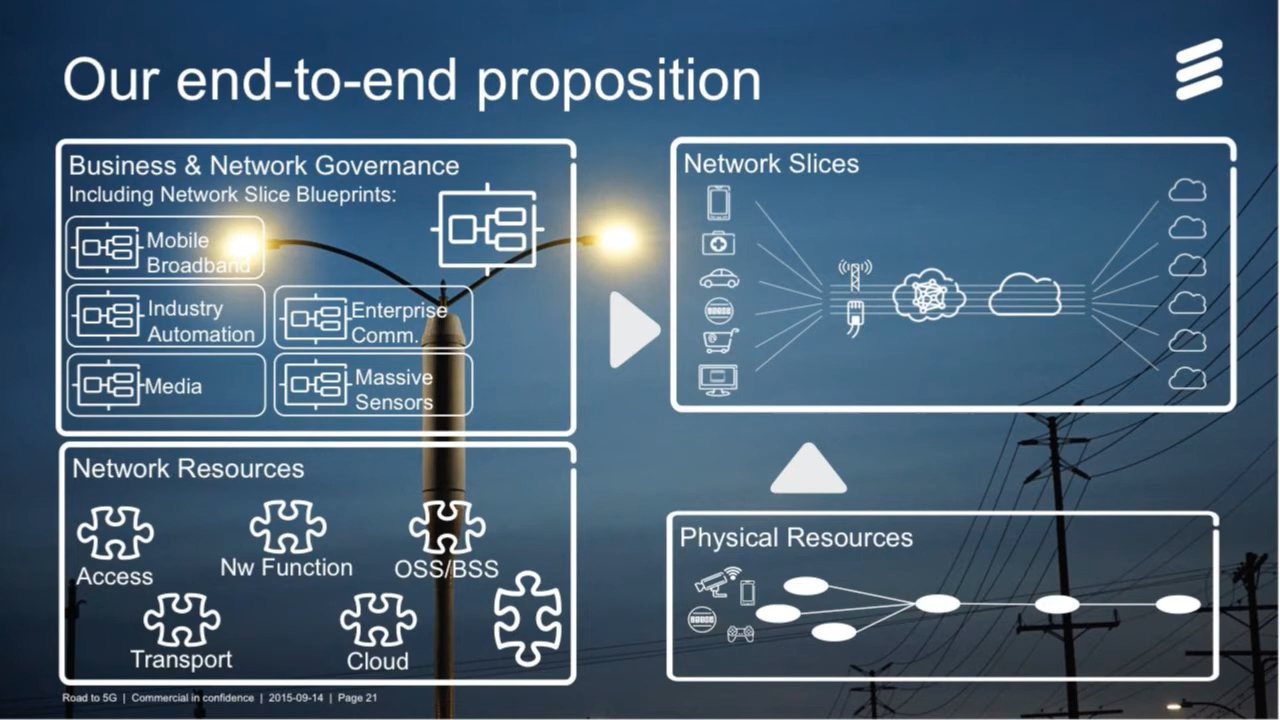 Our end-to-end proposition
Business & Network Governance
Including Network Slice Blueprints:
Mobile
Broadband
Industry
Automation
Enterprise
Comm.
Media
Massive
Sensors
Network Slices
Network Resources
Access
Nw Function
OSS/BSS
Transport
Cloud
Physical Resources
Road to 5G | Commercial in confidence | 2015-09-14 | Page 21